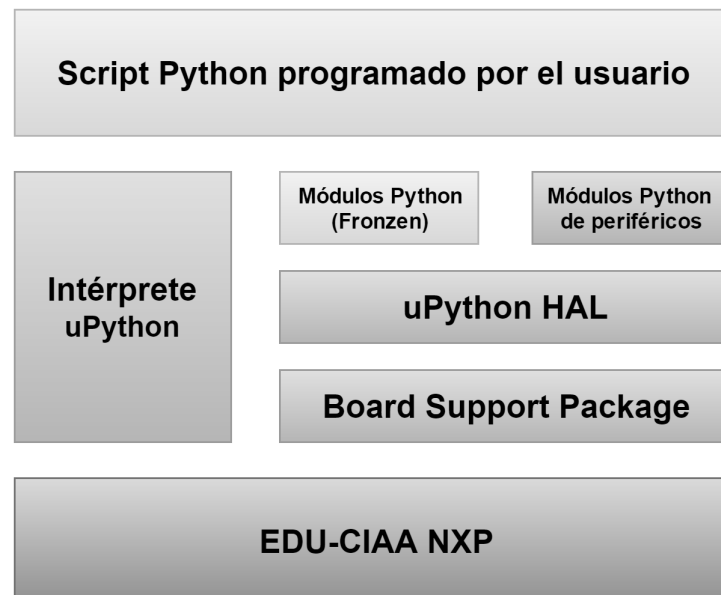 Script Python programado por el usuario
Módulos Python
(Fronzen)
Módulos Python
de periféricos
Intérprete
uPython
uPython HAL
Board Support Package
EDU-CIAA NXP